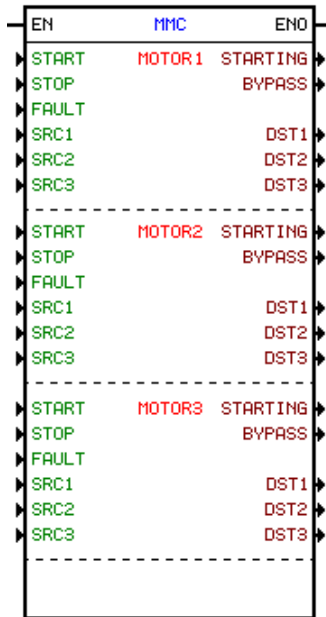 EN MMC ENO
START MOTOR1 STARTING
STOP BYPASS
FAULT
SRC1 DST1
SRC2 DST2
SRC3 DST3
START MOTOR2 STARTING
STOP BYPASS
FAULT
SRC1 DST1
SRC2 DST2
SRC3 DST3
START MOTOR3 STARTING
STOP BYPASS
FAULT
SRC1 DST1
SRC2 DST2
SRC3 DST3